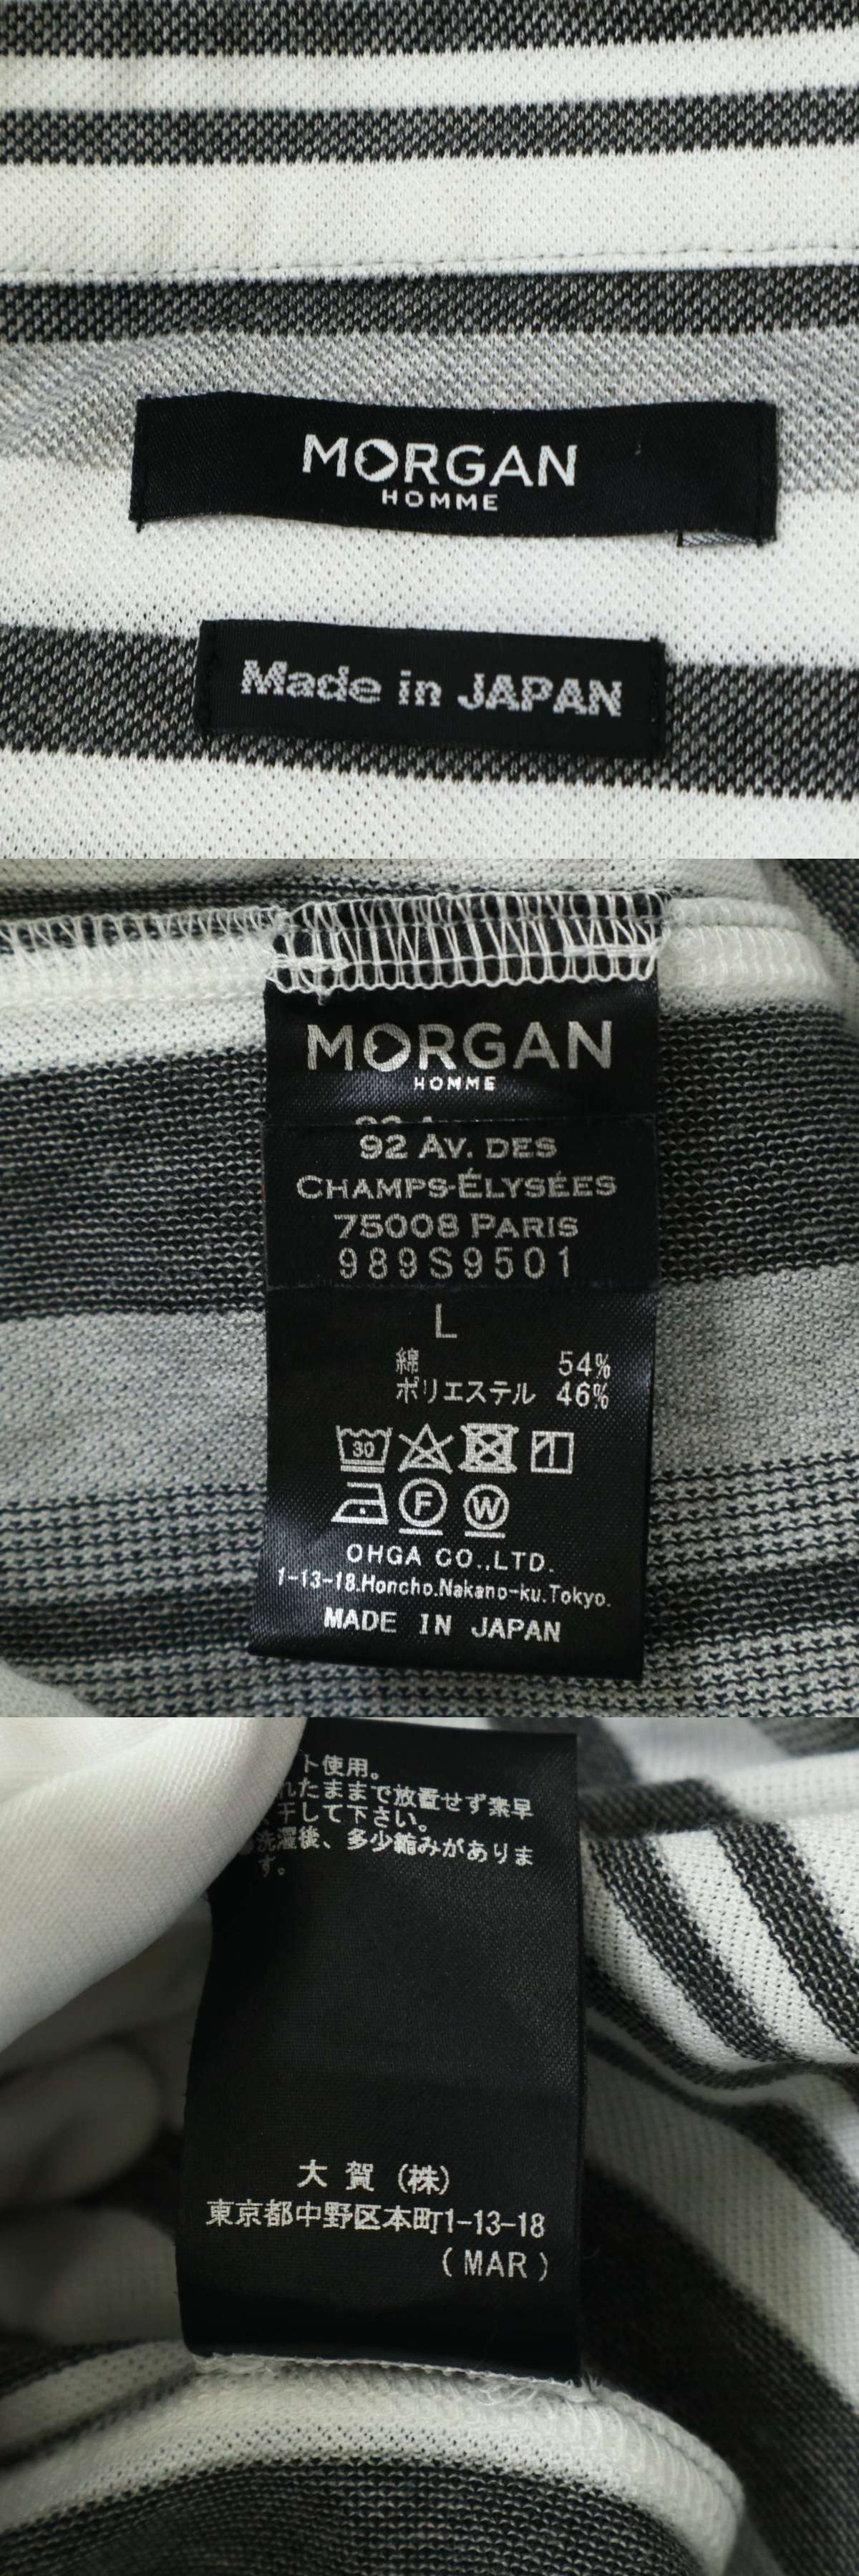 MORGAN
HOMME
Made in JAPAN
MORGAN
HOMME
92 AV. DES
CHAMPS-ÉLYSÉES
75008 PARIS
989S9501
L
綿 54%
ポリエステル 46%
30
F W
OHGA CO.,LTD.
1-13-18.Honcho.Nakano-ku.Tokyo.
MADE IN JAPAN
ト使用。
れたままで放置せず素早
干して下さい。
●洗濯後、多少縮みがありま
す。
大賀(株)
東京都中野区本町1-13-18
(MAR)